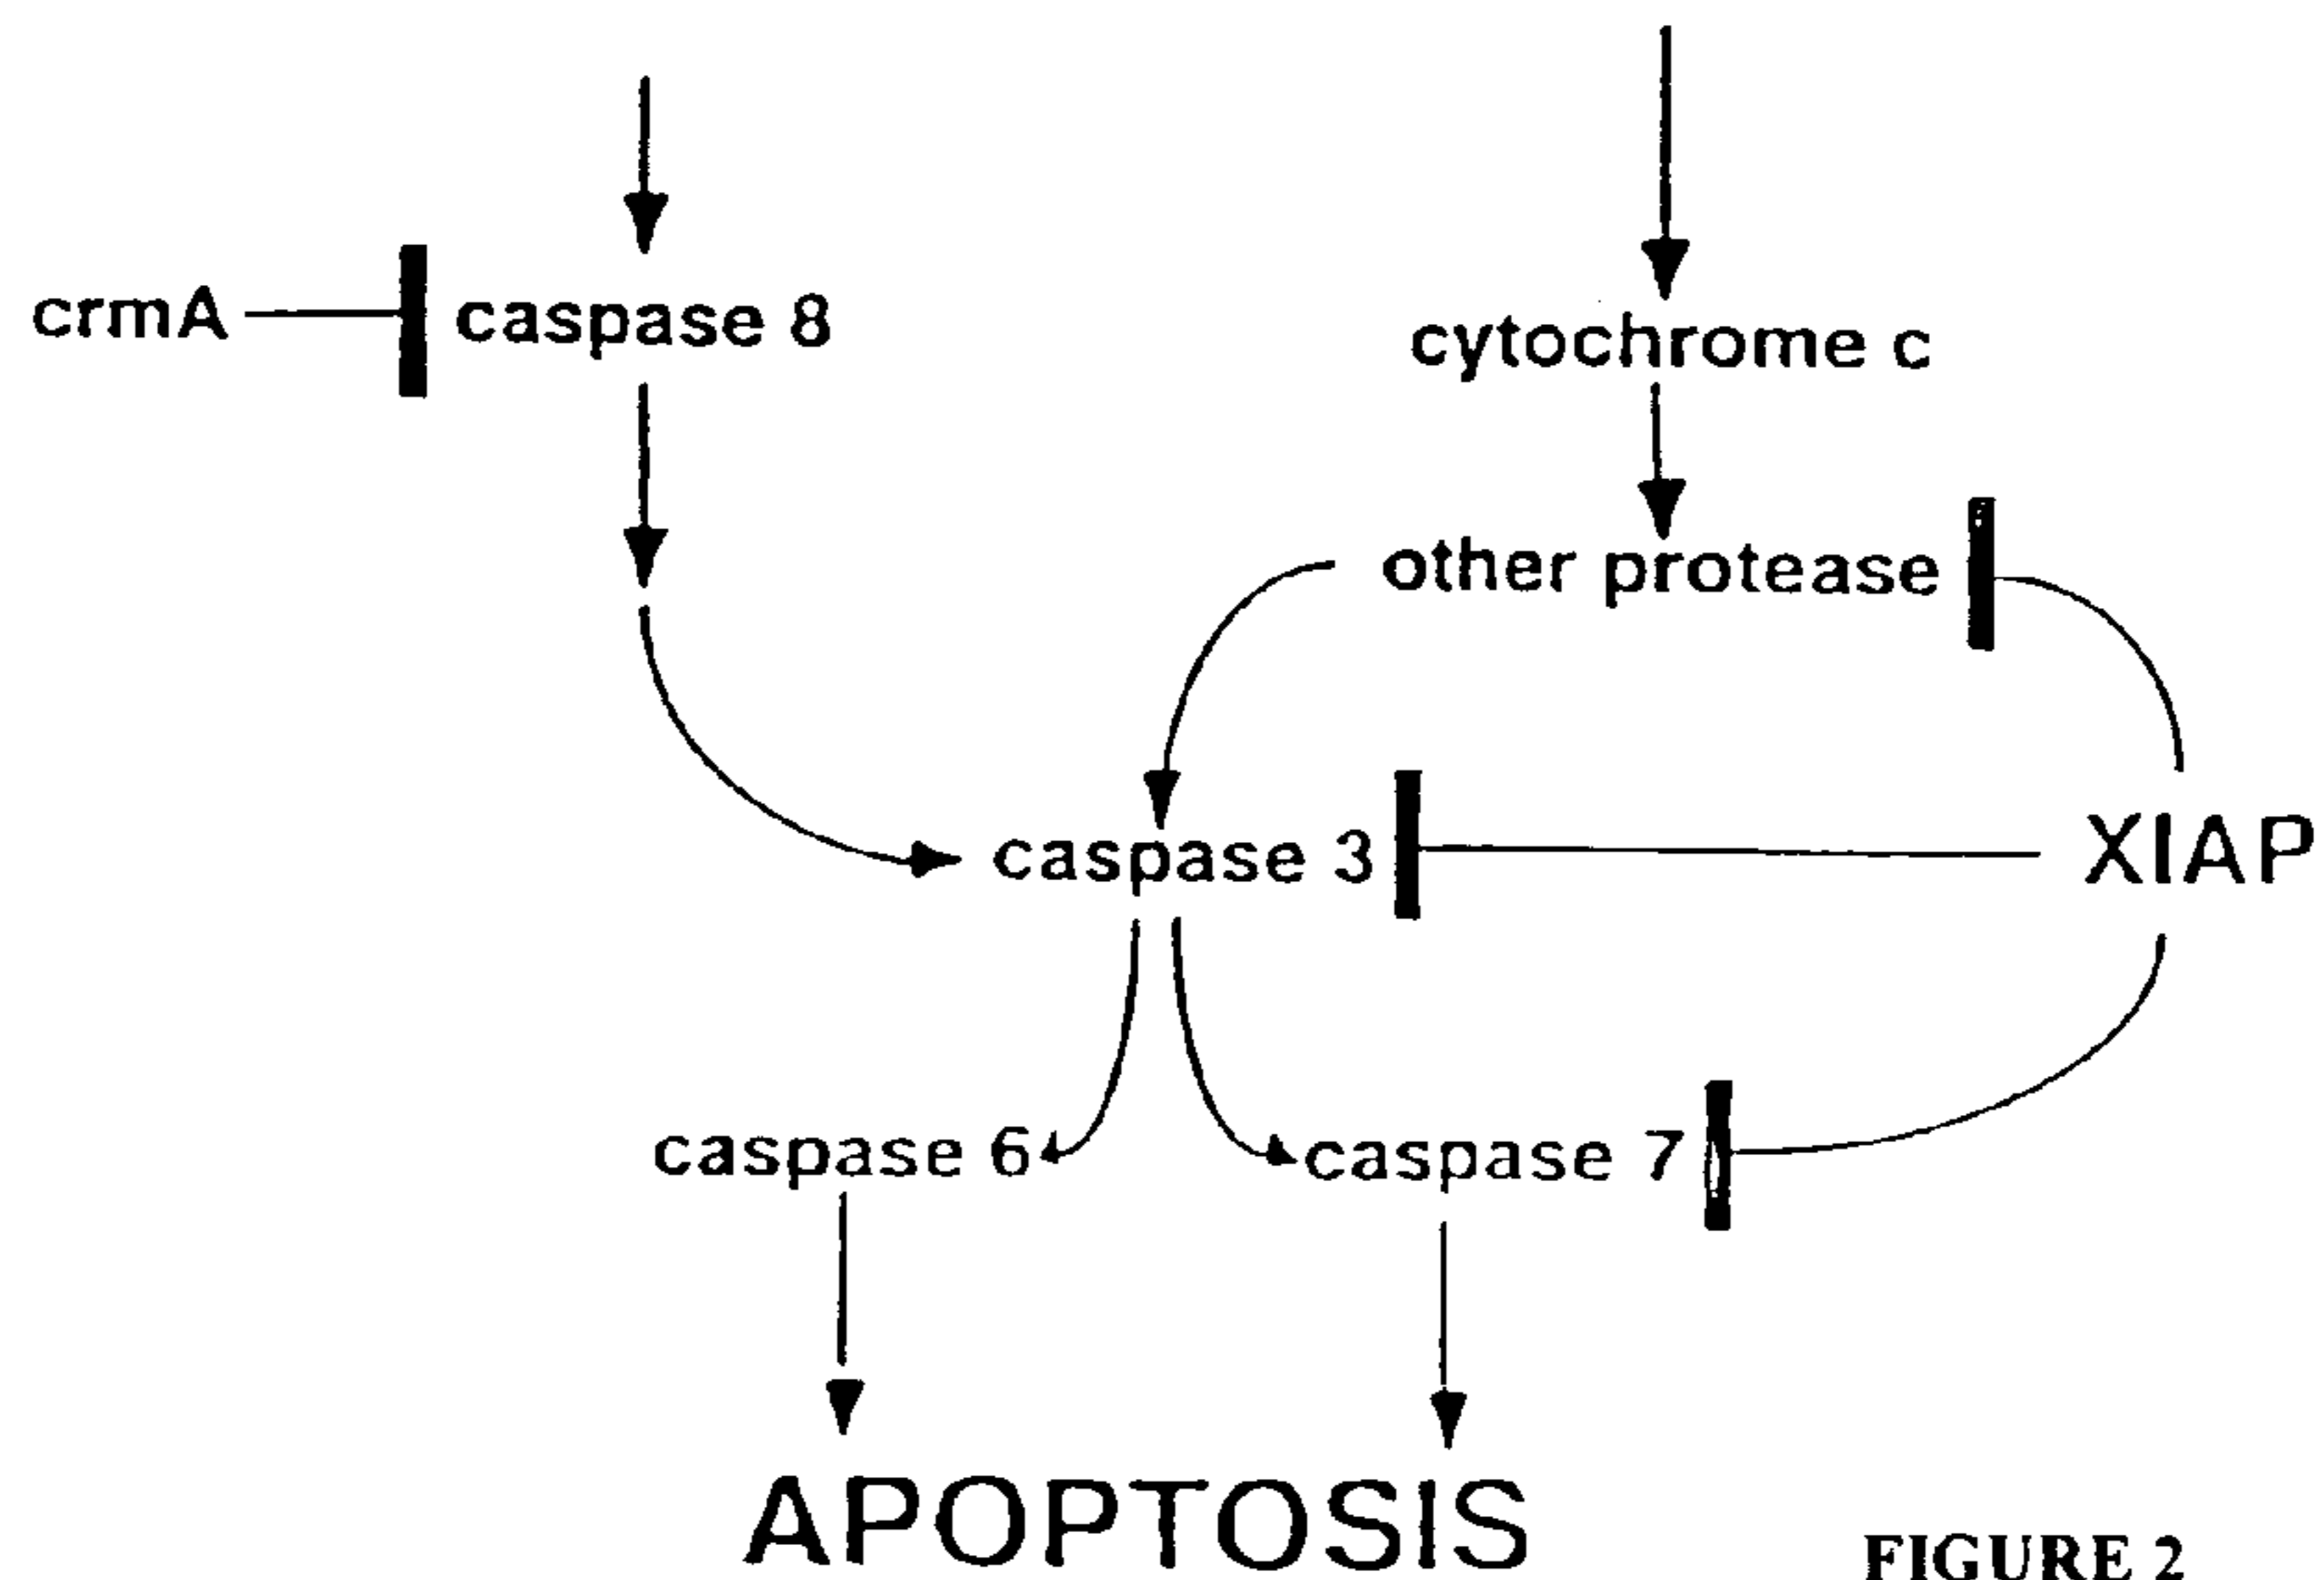 crmA
caspase 8
cytochrome c
other protease
caspase 3
XIAP
caspase 6
caspase 7
APOPTOSIS
FIGURE 2